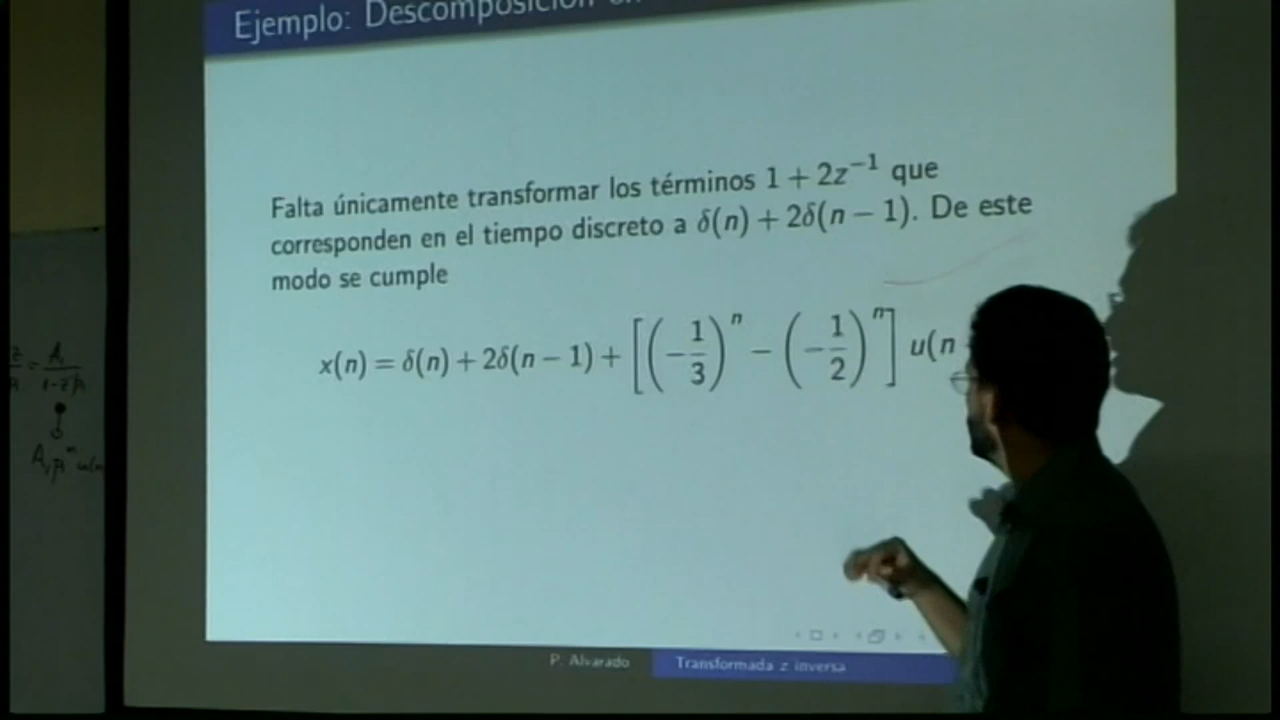 Ejemplo: Descomposición en
Falta únicamente transformar los términos 1 + 2z⁻¹ que
corresponden en el tiempo discreto a δ(n) + 2δ(n − 1). De este
modo se cumple
x(n) = δ(n) + 2δ(n − 1) + [(−1/3)ⁿ − (−1/2)ⁿ] u(n
P. Alvarado Transformada z inversa